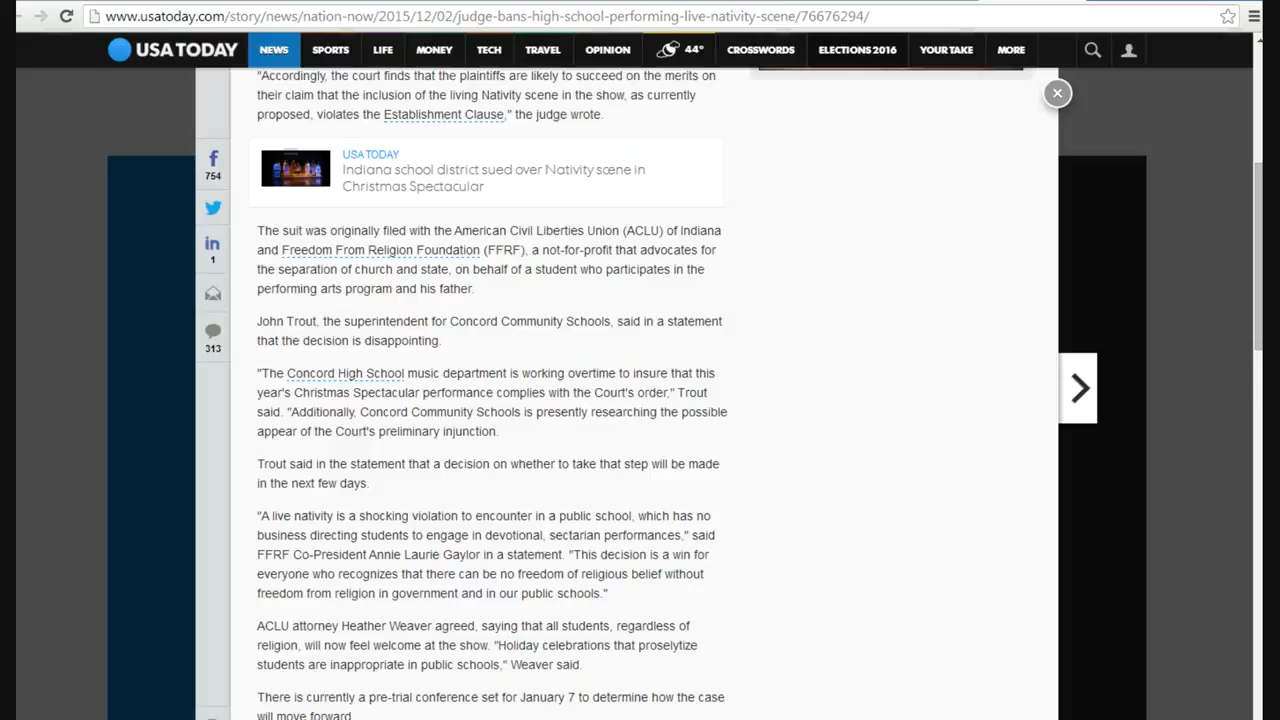 www.usatoday.com/story/news/nation-now/2015/12/02/judge-bans-high-school-performing-live-nativity-scene/76676294/
USA TODAY NEWS SPORTS LIFE MONEY TECH TRAVEL OPINION 44° CROSSWORDS ELECTIONS 2016 YOUR TAKE MORE
"Accordingly, the court finds that the plaintiffs are likely to succeed on the merits on
their claim that the inclusion of the living Nativity scene in the show, as currently
proposed, violates the Establishment Clause," the judge wrote.
USA TODAY
Indiana school district sued over Nativity scene in
Christmas Spectacular
754
1
313
The suit was originally filed with the American Civil Liberties Union (ACLU) of Indiana
and Freedom From Religion Foundation (FFRF), a not-for-profit that advocates for
the separation of church and state, on behalf of a student who participates in the
performing arts program and his father.
John Trout, the superintendent for Concord Community Schools, said in a statement
that the decision is disappointing.
"The Concord High School music department is working overtime to insure that this
year's Christmas Spectacular performance complies with the Court's order," Trout
said. "Additionally, Concord Community Schools is presently researching the possible
appear of the Court's preliminary injunction.
Trout said in the statement that a decision on whether to take that step will be made
in the next few days.
"A live nativity is a shocking violation to encounter in a public school, which has no
business directing students to engage in devotional, sectarian performances," said
FFRF Co-President Annie Laurie Gaylor in a statement. "This decision is a win for
everyone who recognizes that there can be no freedom of religious belief without
freedom from religion in government and in our public schools."
ACLU attorney Heather Weaver agreed, saying that all students, regardless of
religion, will now feel welcome at the show. "Holiday celebrations that proselytize
students are inappropriate in public schools," Weaver said.
There is currently a pre-trial conference set for January 7 to determine how the case
will move forward